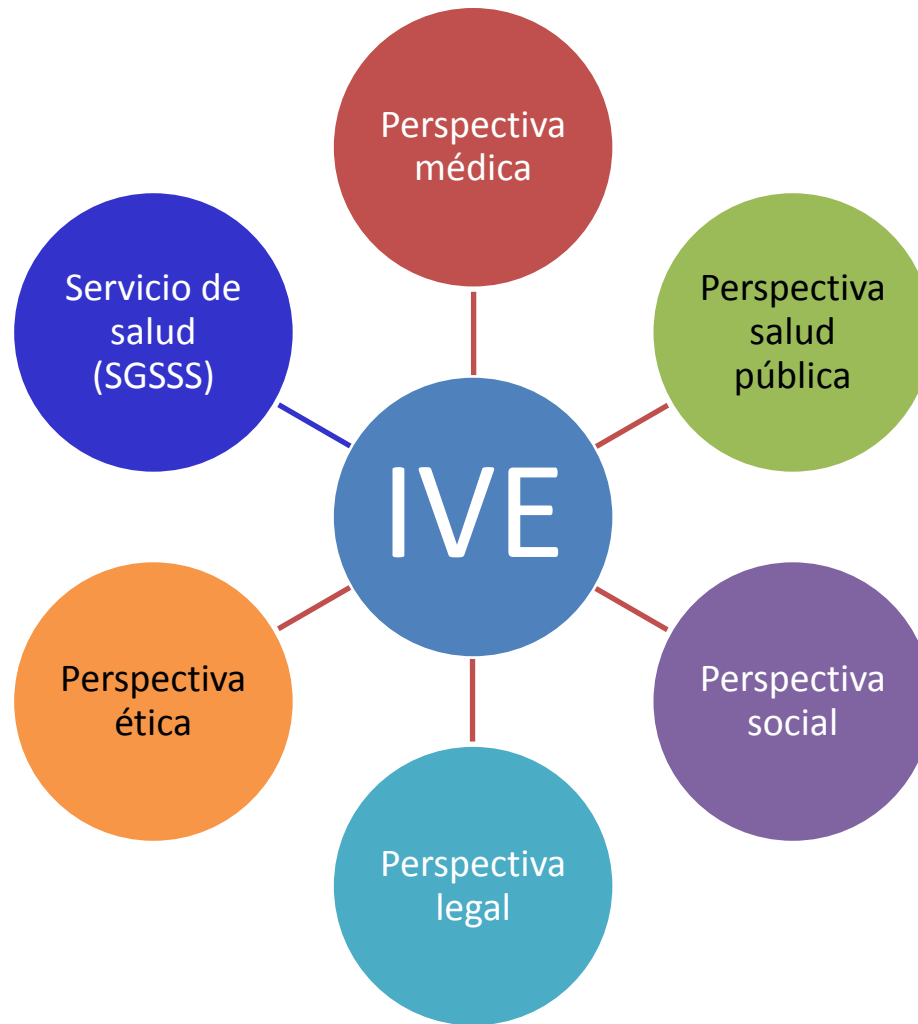 Perspectiva
médica
Servicio de
salud
(SGSSS)
Perspectiva
salud
pública
IVE
Perspectiva
ética
Perspectiva
social
Perspectiva
legal